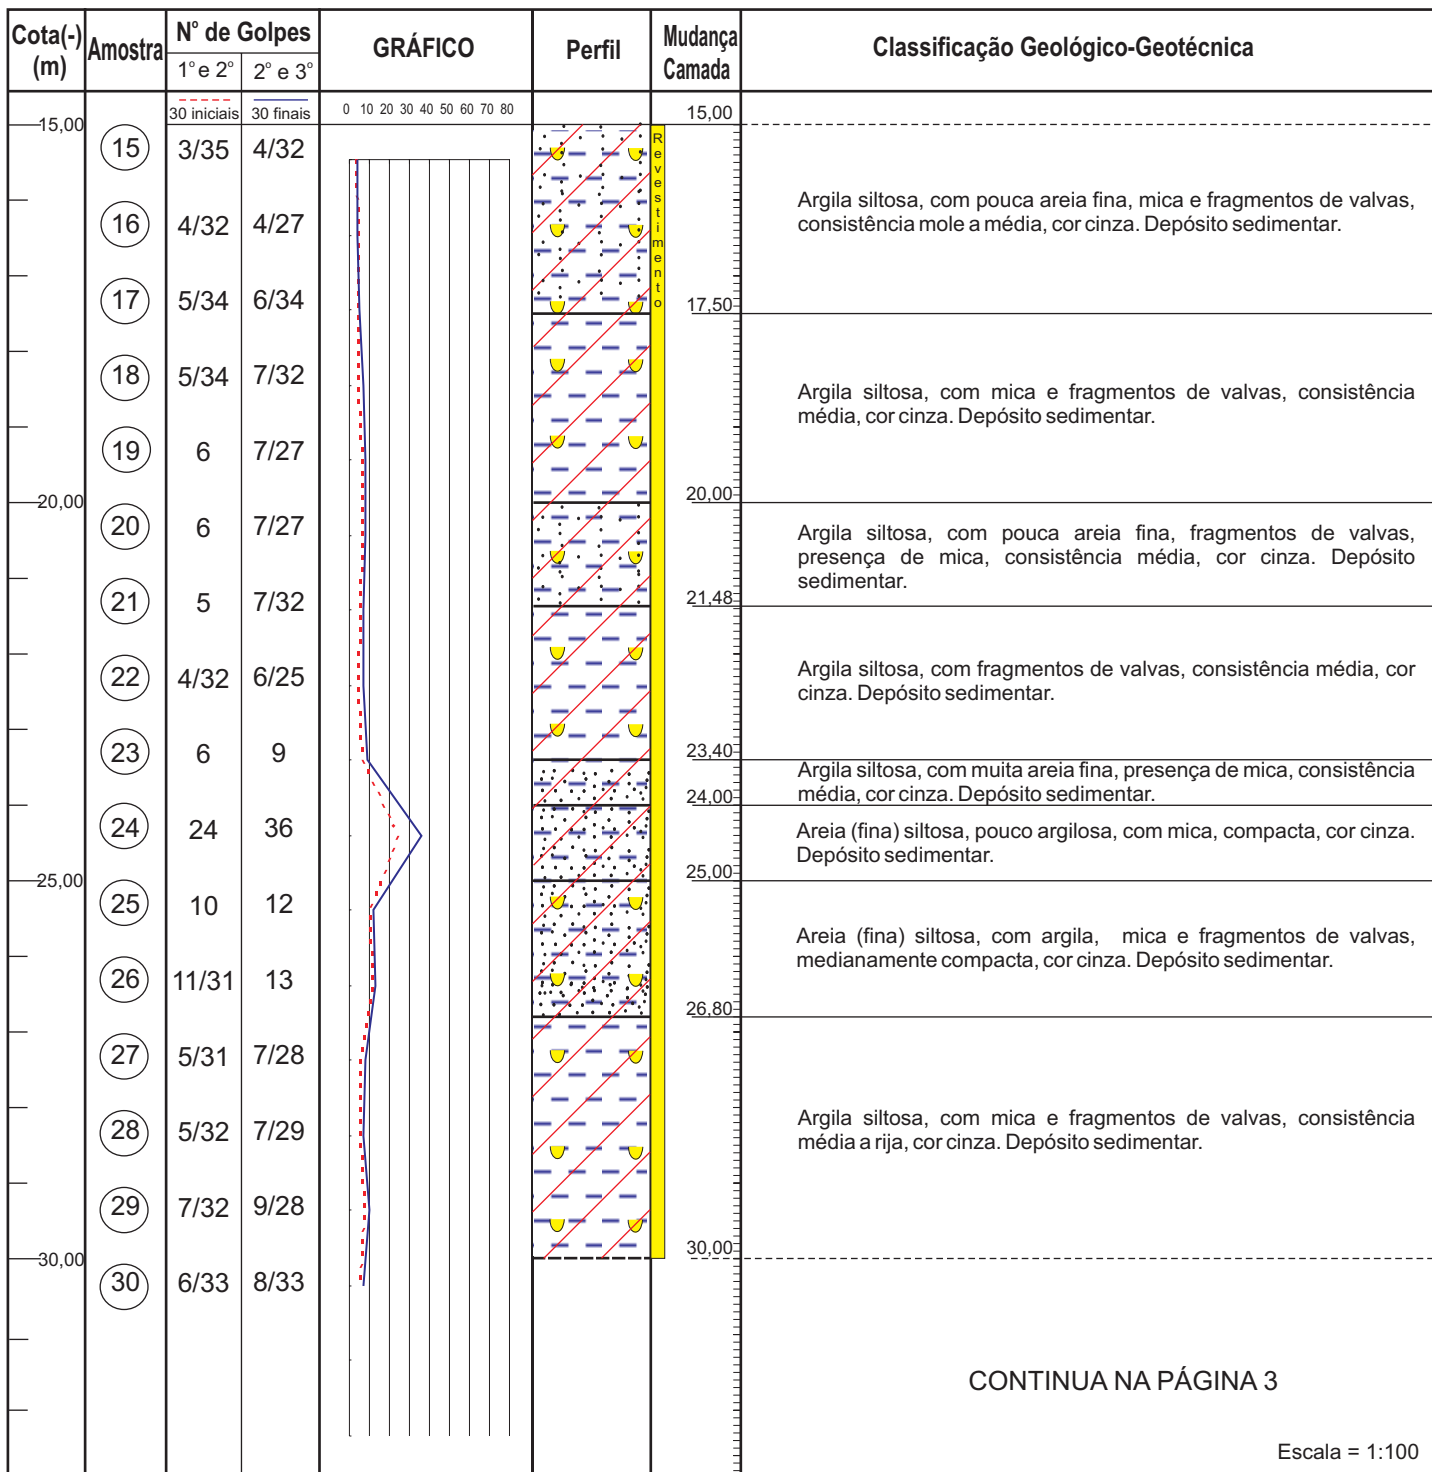 Cota(-) (m) Amostra N° de Golpes GRÁFICO Perfil Mudança Camada Classificação Geológico-Geotécnica
1° e 2° 2° e 3°
30 iniciais 30 finais 0 10 20 30 40 50 60 70 80 15,00
15,00
15 3/35 4/32
Revestimento
Argila siltosa, com pouca areia fina, mica e fragmentos de valvas,
consistência mole a média, cor cinza. Depósito sedimentar.
16 4/32 4/27
17 5/34 6/34
17,50
18 5/34 7/32
Argila siltosa, com mica e fragmentos de valvas, consistência
média, cor cinza. Depósito sedimentar.
19 6 7/27
20,00 20,00
20 6 7/27
Argila siltosa, com pouca areia fina, fragmentos de valvas,
presença de mica, consistência média, cor cinza. Depósito
sedimentar.
21 5 7/32
21,48
22 4/32 6/25
Argila siltosa, com fragmentos de valvas, consistência média, cor
cinza. Depósito sedimentar.
23 6 9
23,40
Argila siltosa, com muita areia fina, presença de mica, consistência
média, cor cinza. Depósito sedimentar.
24,00
24 24 36
Areia (fina) siltosa, pouco argilosa, com mica, compacta, cor cinza.
Depósito sedimentar.
25,00 25,00
25 10 12
Areia (fina) siltosa, com argila, mica e fragmentos de valvas,
medianamente compacta, cor cinza. Depósito sedimentar.
26 11/31 13
26,80
27 5/31 7/28
28 5/32 7/29
Argila siltosa, com mica e fragmentos de valvas, consistência
média a rija, cor cinza. Depósito sedimentar.
29 7/32 9/28
30,00 30,00
30 6/33 8/33
CONTINUA NA PÁGINA 3
Escala = 1:100